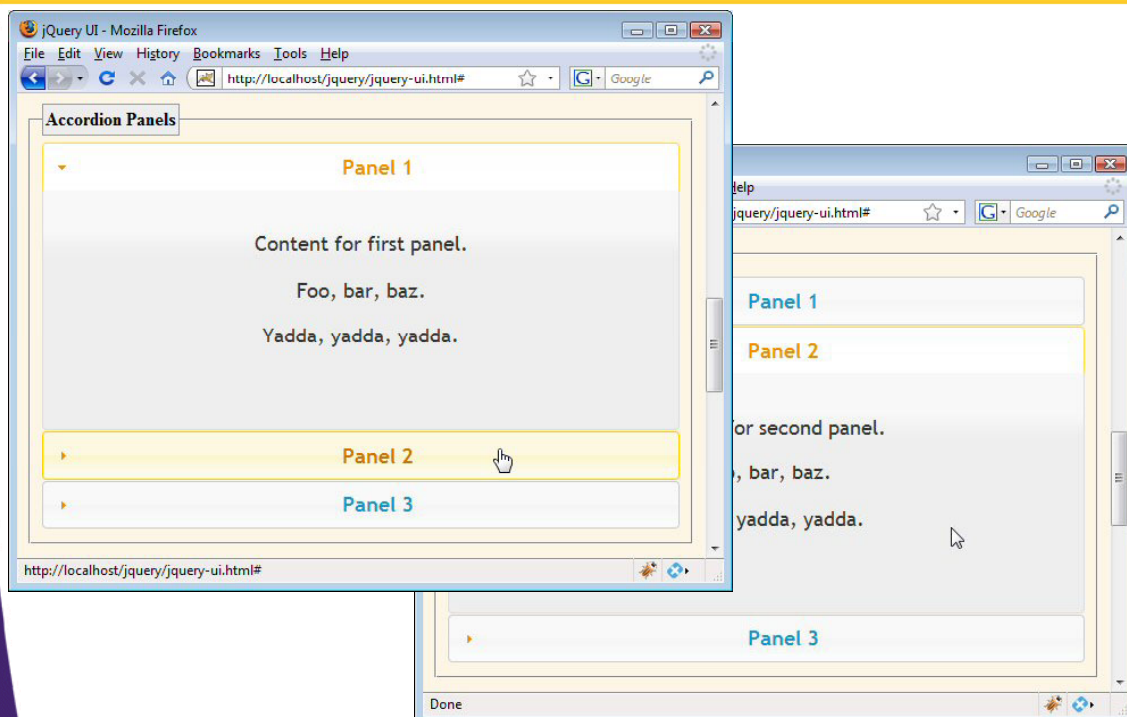 jQuery UI - Mozilla Firefox
File Edit View History Bookmarks Tools Help
http://localhost/jquery/jquery-ui.html#
G Google
Accordion Panels
Panel 1
Content for first panel.
Foo, bar, baz.
Yadda, yadda, yadda.
Panel 2
Panel 3
http://localhost/jquery/jquery-ui.html#
Help
jquery/jquery-ui.html#
G Google
Panel 1
Panel 2
or second panel.
, bar, baz.
yadda, yadda.
Panel 3
Done